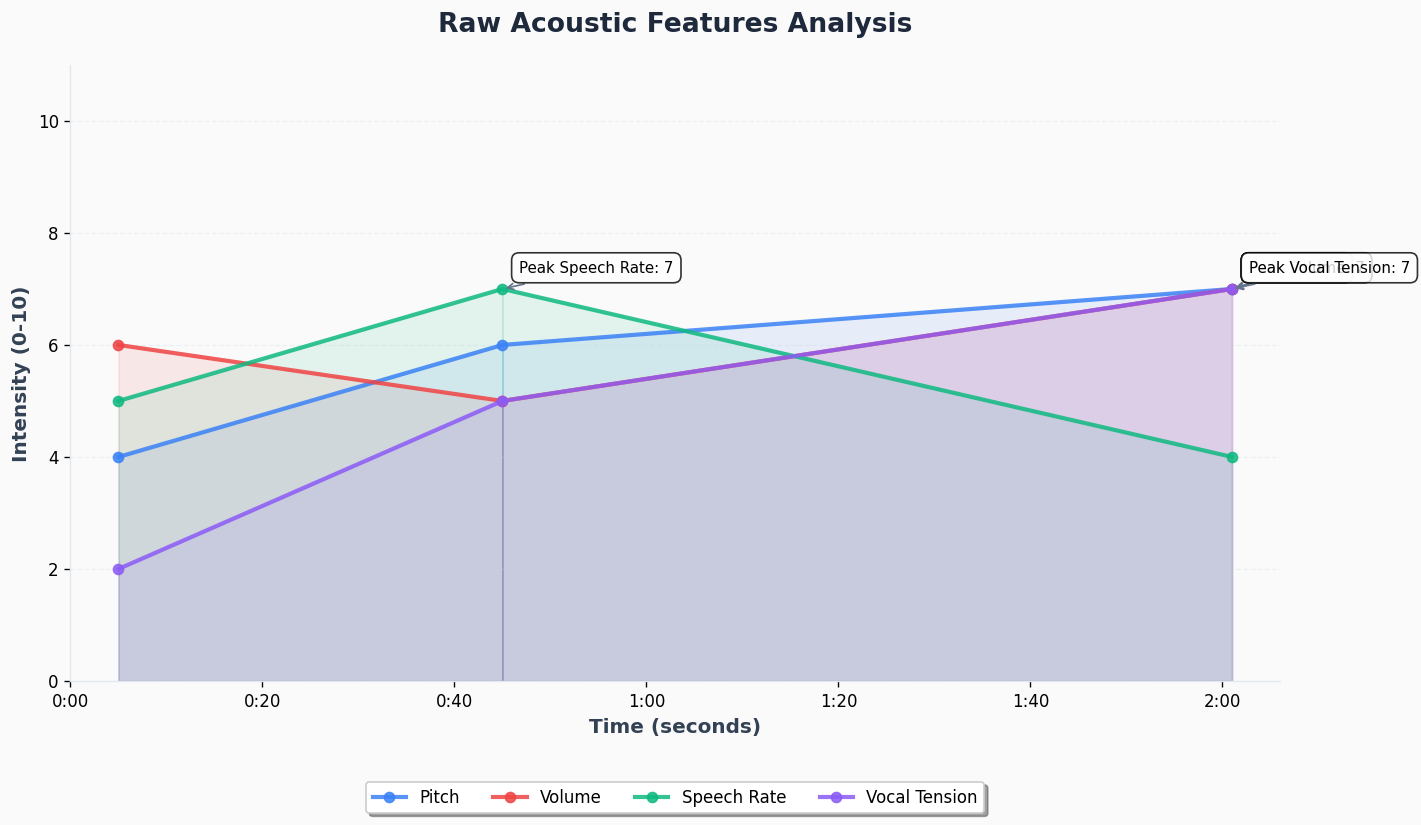 Raw Acoustic Features Analysis
Intensity (0-10)
10
8
6
4
2
0
Peak Speech Rate: 7
Peak Vocal Tension: 7
0:00 0:20 0:40 1:00 1:20 1:40 2:00
Time (seconds)
Pitch Volume Speech Rate Vocal Tension